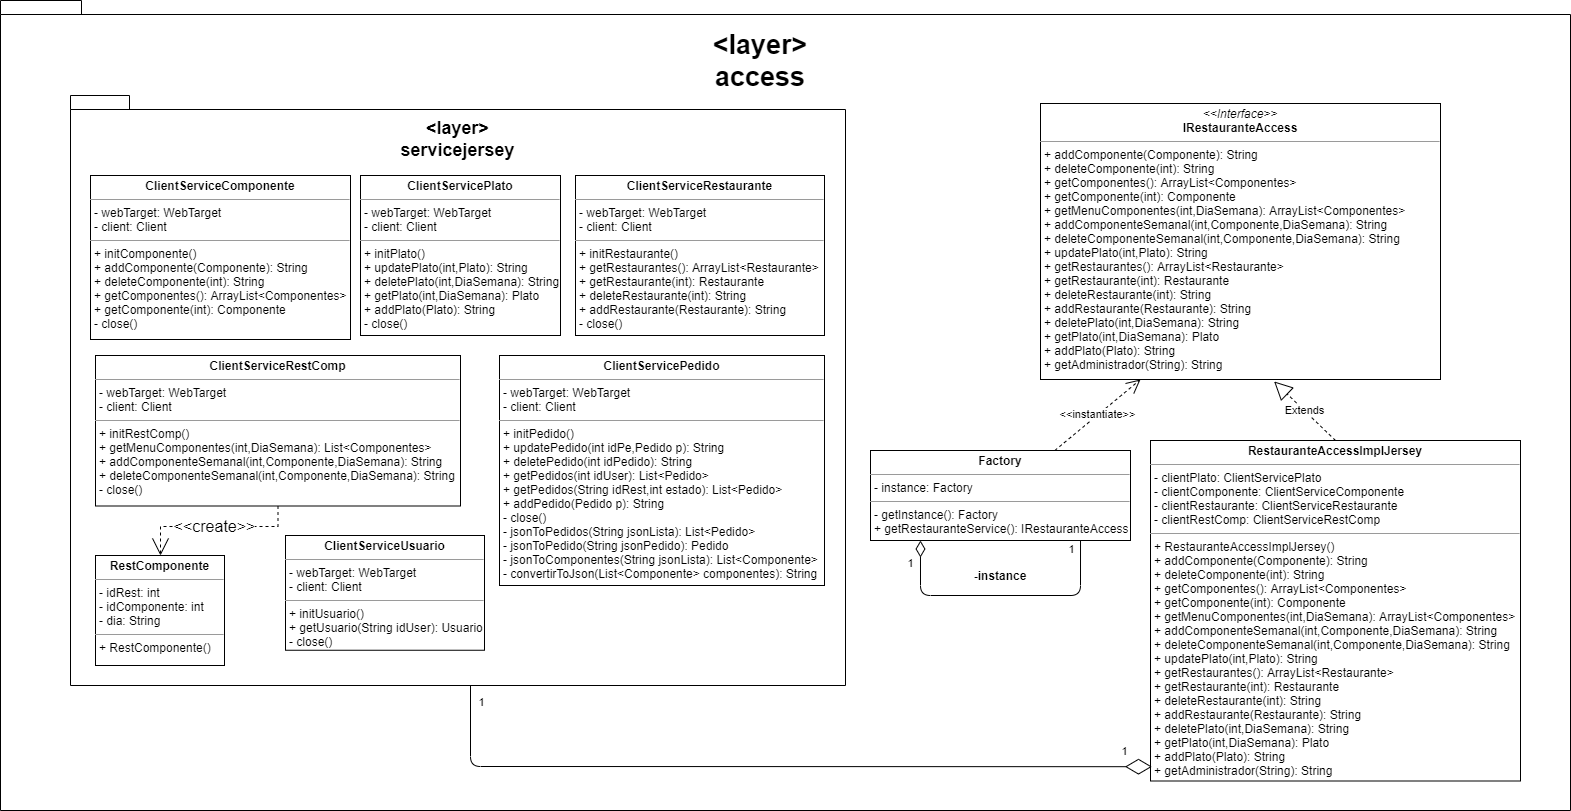 <layer>
access
<layer>
servicejersey
ClientServiceComponente
- webTarget: WebTarget
- client: Client
+ initComponente()
+ addComponente(Componente): String
+ deleteComponente(int): String
+ getComponentes(): ArrayList<Componentes>
+ getComponente(int): Componente
- close()
ClientServicePlato
- webTarget: WebTarget
- client: Client
+ initPlato()
+ updatePlato(int,Plato): String
+ deletePlato(int,DiaSemana): String
+ getPlato(int,DiaSemana): Plato
+ addPlato(Plato): String
- close()
ClientServiceRestaurante
- webTarget: WebTarget
- client: Client
+ initRestaurante()
+ getRestaurantes(): ArrayList<Restaurante>
+ getRestaurante(int): Restaurante
+ deleteRestaurante(int): String
+ addRestaurante(Restaurante): String
- close()
ClientServiceRestComp
- webTarget: WebTarget
- client: Client
+ initRestComp()
+ getMenuComponentes(int,DiaSemana): List<Componentes>
+ addComponenteSemanal(int,Componente,DiaSemana): String
+ deleteComponenteSemanal(int,Componente,DiaSemana): String
- close()
ClientServicePedido
- webTarget: WebTarget
- client: Client
+ initPedido()
+ updatePedido(int idPe,Pedido p): String
+ deletePedido(int idPedido): String
+ getPedidos(int idUser): List<Pedido>
+ getPedidos(String idRest,int estado): List<Pedido>
+ addPedido(Pedido p): String
- close()
- jsonToPedidos(String jsonLista): List<Pedido>
- jsonToPedido(String jsonPedido): Pedido
- jsonToComponentes(String jsonLista): List<Componente>
- convertirToJson(List<Componente> componentes): String
<<create>>
RestComponente
- idRest: int
- idComponente: int
- dia: String
+ RestComponente()
ClientServiceUsuario
- webTarget: WebTarget
- client: Client
+ initUsuario()
+ getUsuario(String idUser): Usuario
- close()
<<Interface>>
IRestauranteAccess
+ addComponente(Componente): String
+ deleteComponente(int): String
+ getComponentes(): ArrayList<Componentes>
+ getComponente(int): Componente
+ getMenuComponentes(int,DiaSemana): ArrayList<Componentes>
+ addComponenteSemanal(int,Componente,DiaSemana): String
+ deleteComponenteSemanal(int,Componente,DiaSemana): String
+ updatePlato(int,Plato): String
+ getRestaurantes(): ArrayList<Restaurante>
+ getRestaurante(int): Restaurante
+ deleteRestaurante(int): String
+ addRestaurante(Restaurante): String
+ deletePlato(int,DiaSemana): String
+ getPlato(int,DiaSemana): Plato
+ addPlato(Plato): String
+ getAdministrador(String): String
<<instantiate>>
Extends
Factory
- instance: Factory
- getInstance(): Factory
+ getRestauranteService(): IRestauranteAccess
1
1
-instance
RestauranteAccessImplJersey
- clientPlato: ClientServicePlato
- clientComponente: ClientServiceComponente
- clientRestaurante: ClientServiceRestaurante
- clientRestComp: ClientServiceRestComp
+ RestauranteAccessImplJersey()
+ addComponente(Componente): String
+ deleteComponente(int): String
+ getComponentes(): ArrayList<Componentes>
+ getComponente(int): Componente
+ getMenuComponentes(int,DiaSemana): ArrayList<Componentes>
+ addComponenteSemanal(int,Componente,DiaSemana): String
+ deleteComponenteSemanal(int,Componente,DiaSemana): String
+ updatePlato(int,Plato): String
+ getRestaurantes(): ArrayList<Restaurante>
+ getRestaurante(int): Restaurante
+ deleteRestaurante(int): String
+ addRestaurante(Restaurante): String
+ deletePlato(int,DiaSemana): String
+ getPlato(int,DiaSemana): Plato
+ addPlato(Plato): String
+ getAdministrador(String): String
1
1